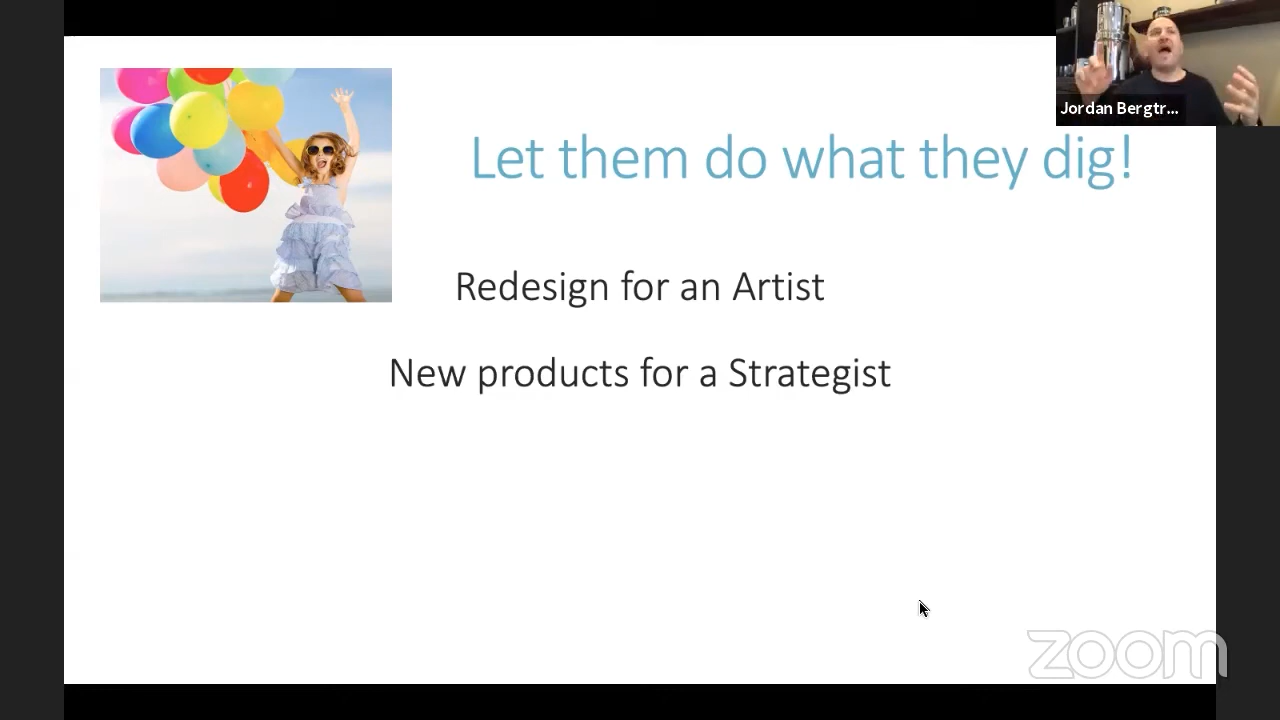 Jordan Bergtr...
Let them do what they dig!
Redesign for an Artist
New products for a Strategist
zoom